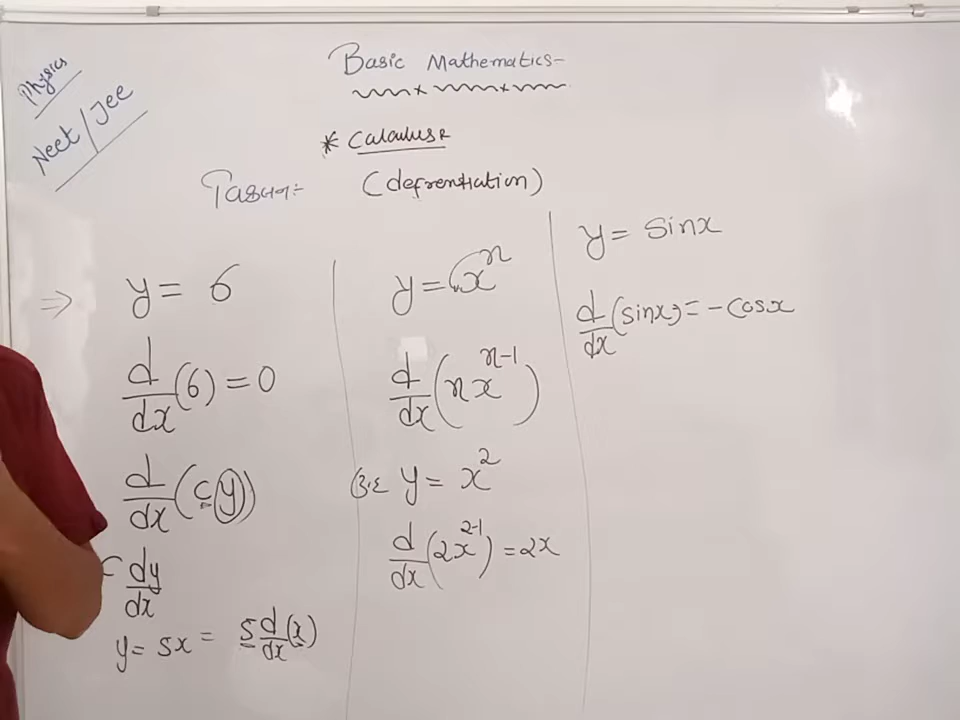 Physics
Neet/Jee
Basic Mathematics-
* Calculus
(defrentiation)
⇒ y = 6
d/dx (6) = 0
d/dx (c y)
c dy/dx
y = 5x = 5 d/dx (x)
y = x^n
d/dx (n x^(n-1))
y = x^2
d/dx (2x^(2-1)) = 2x
y = sinx
d/dx (sinx) = - cosx